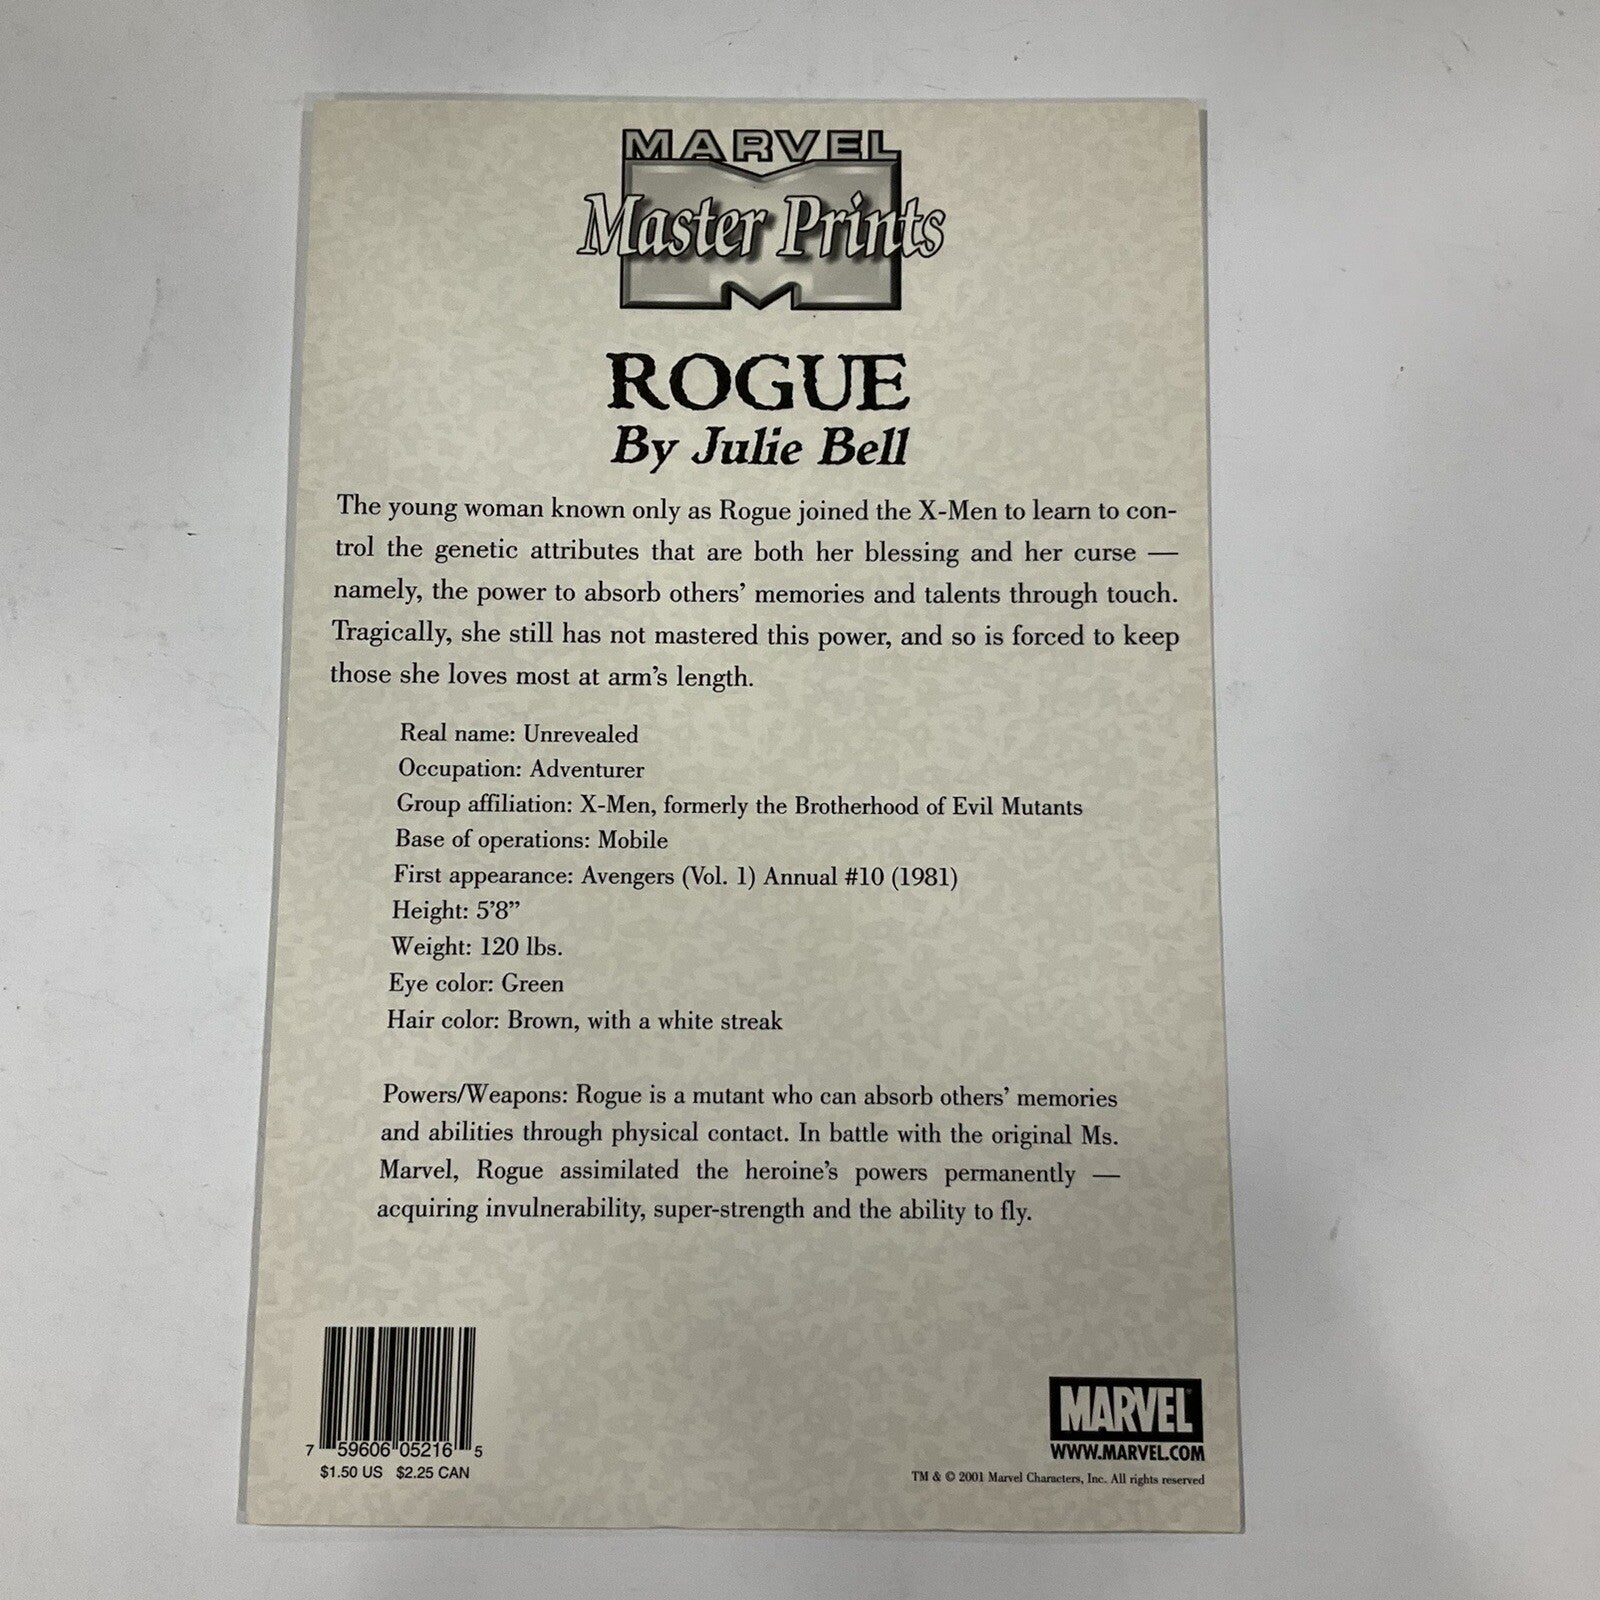 MARVEL
Master Prints
ROGUE
By Julie Bell
The young woman known only as Rogue joined the X-Men to learn to con-
trol the genetic attributes that are both her blessing and her curse —
namely, the power to absorb others’ memories and talents through touch.
Tragically, she still has not mastered this power, and so is forced to keep
those she loves most at arm’s length.
Real name: Unrevealed
Occupation: Adventurer
Group affiliation: X-Men, formerly the Brotherhood of Evil Mutants
Base of operations: Mobile
First appearance: Avengers (Vol. 1) Annual #10 (1981)
Height: 5’8”
Weight: 120 lbs.
Eye color: Green
Hair color: Brown, with a white streak
Powers/Weapons: Rogue is a mutant who can absorb others’ memories
and abilities through physical contact. In battle with the original Ms.
Marvel, Rogue assimilated the heroine’s powers permanently —
acquiring invulnerability, super-strength and the ability to fly.
7 59606 05216 5
$1.50 US $2.25 CAN
MARVEL
WWW.MARVEL.COM
TM & © 2001 Marvel Characters, Inc. All rights reserved